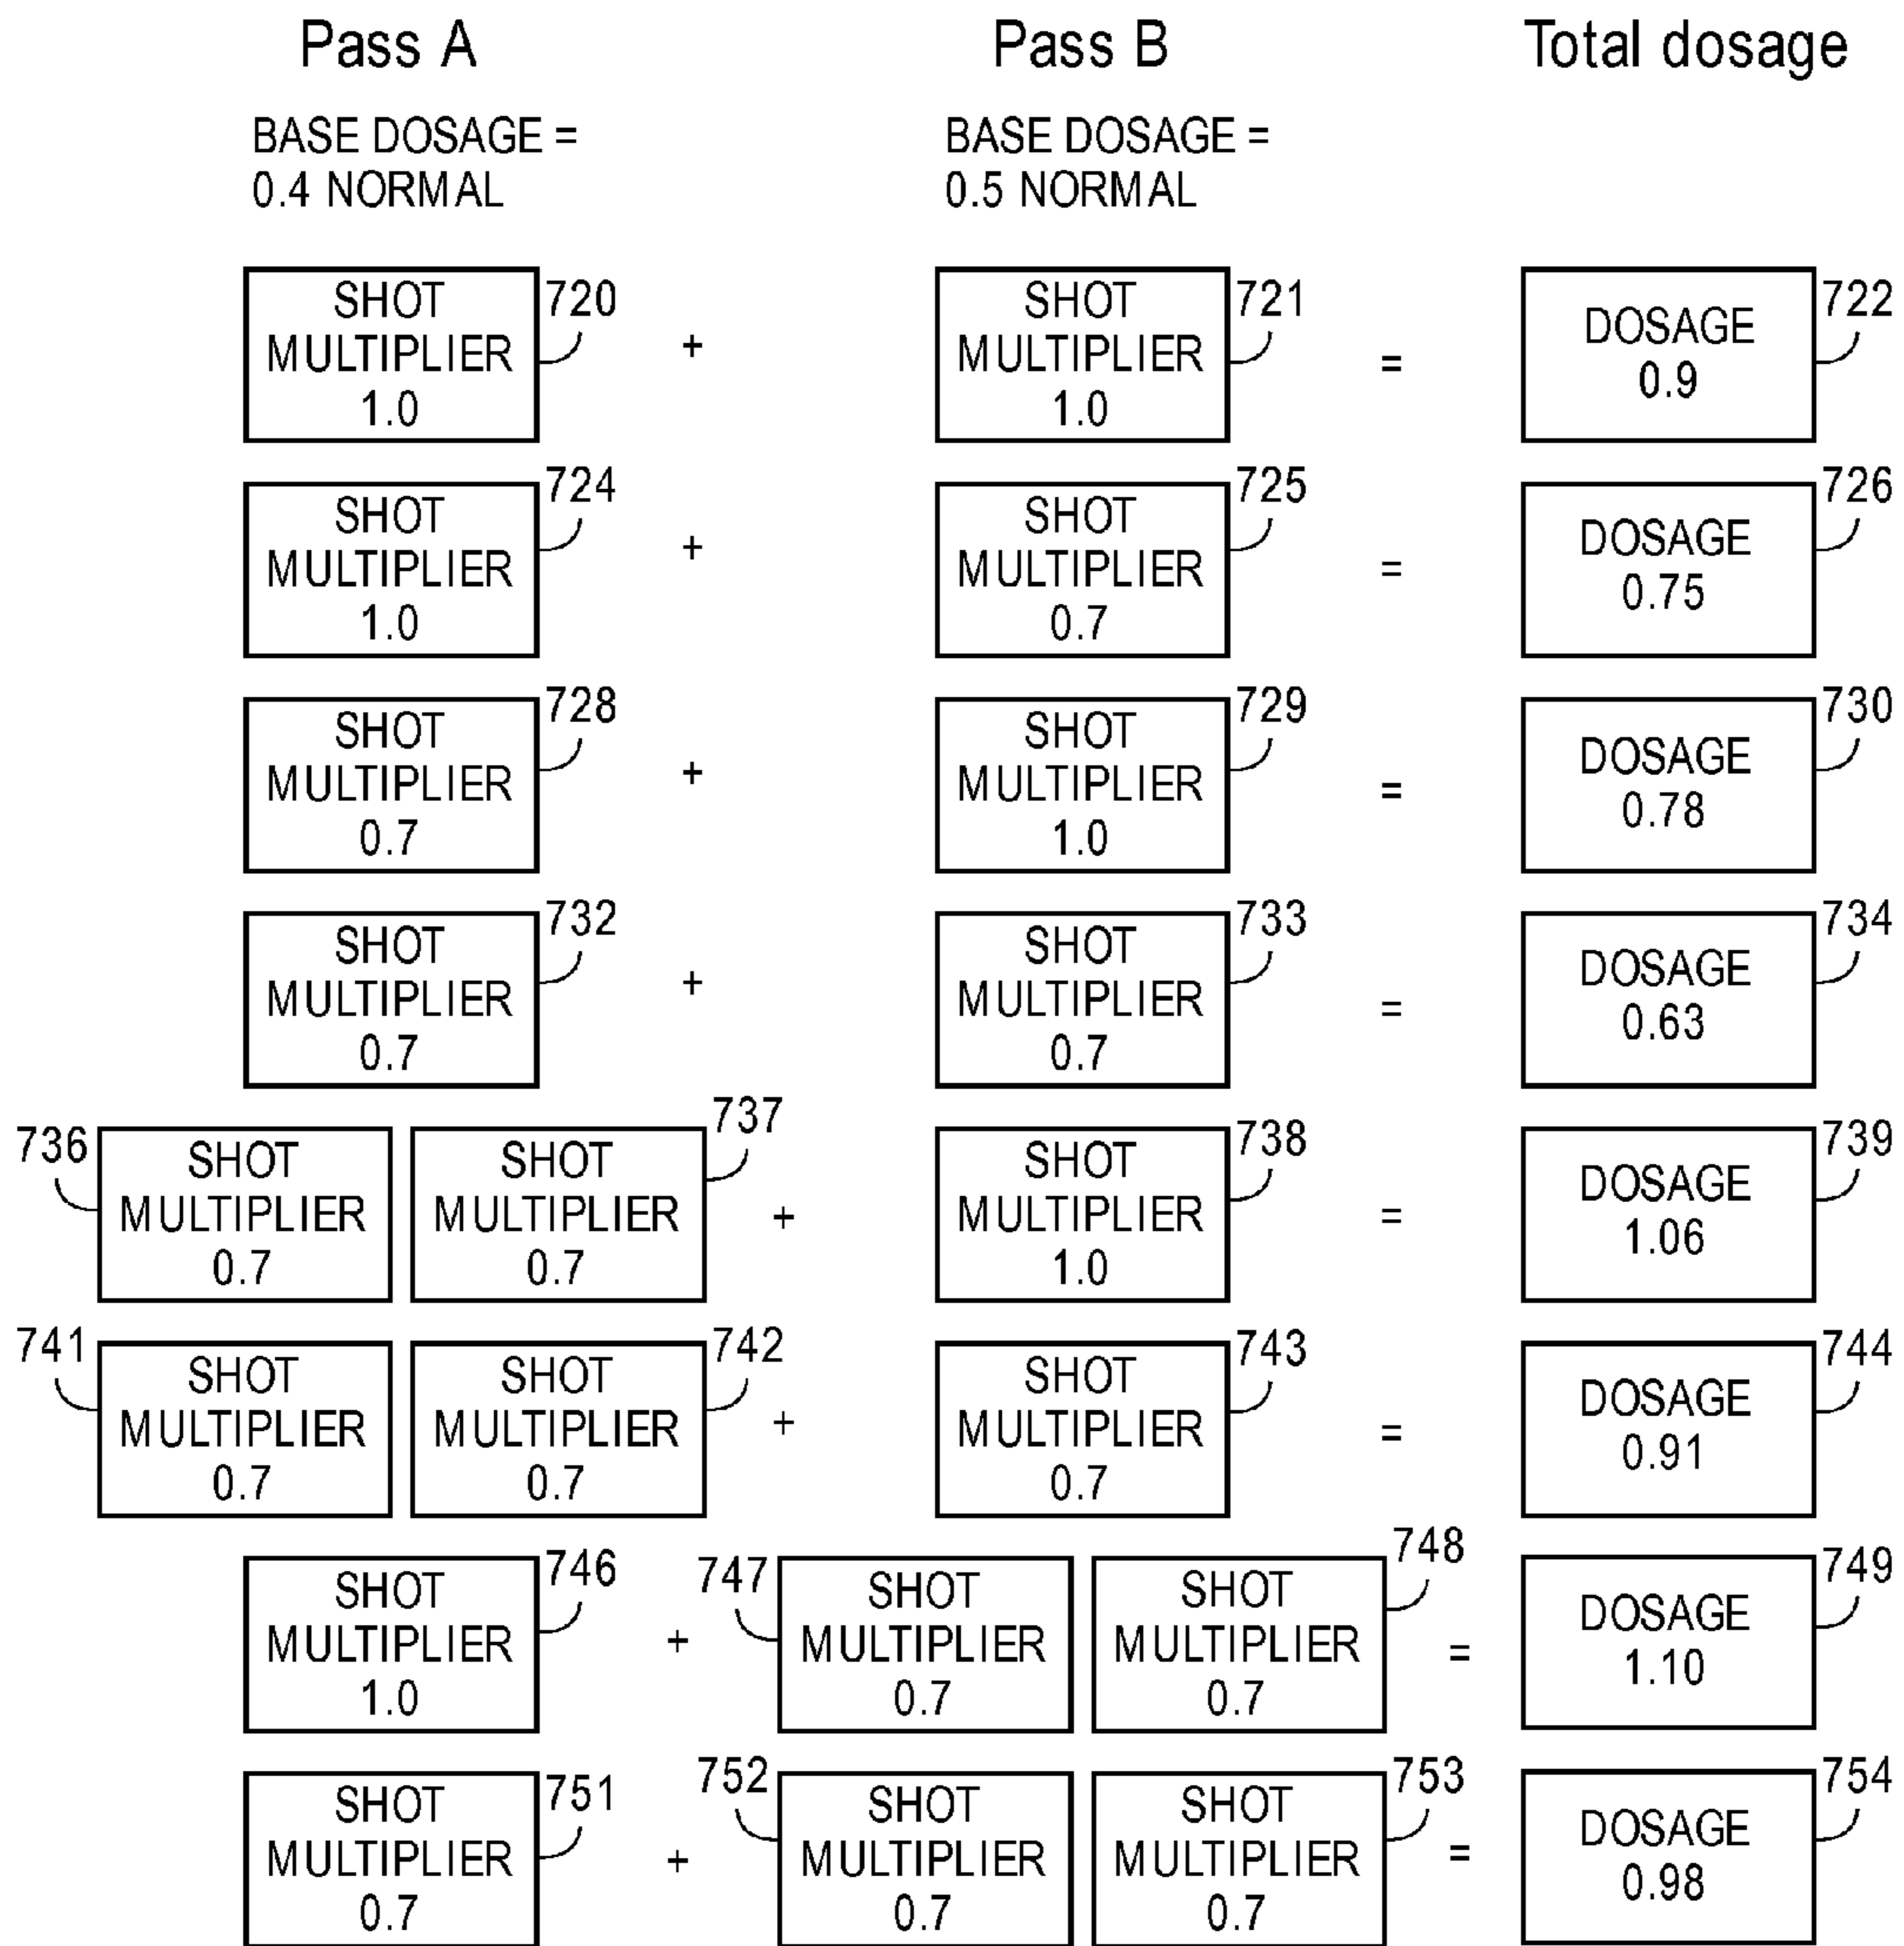 Pass A Pass B Total dosage
BASE DOSAGE = BASE DOSAGE =
0.4 NORMAL 0.5 NORMAL
SHOT 720 SHOT 721 722
MULTIPLIER + MULTIPLIER = DOSAGE
1.0 1.0 0.9
SHOT 724 SHOT 725 726
MULTIPLIER + MULTIPLIER = DOSAGE
1.0 0.7 0.75
SHOT 728 SHOT 729 730
MULTIPLIER + MULTIPLIER = DOSAGE
0.7 1.0 0.78
SHOT 732 SHOT 733 734
MULTIPLIER + MULTIPLIER = DOSAGE
0.7 0.7 0.63
736 SHOT SHOT 737 SHOT 738 739
MULTIPLIER MULTIPLIER + MULTIPLIER = DOSAGE
0.7 0.7 1.0 1.06
741 SHOT SHOT 742 SHOT 743 744
MULTIPLIER MULTIPLIER + MULTIPLIER = DOSAGE
0.7 0.7 0.7 0.91
SHOT 746 747 SHOT SHOT 748 749
MULTIPLIER + MULTIPLIER MULTIPLIER = DOSAGE
1.0 0.7 0.7 1.10
SHOT 751 752 SHOT SHOT 753 754
MULTIPLIER + MULTIPLIER MULTIPLIER = DOSAGE
0.7 0.7 0.7 0.98